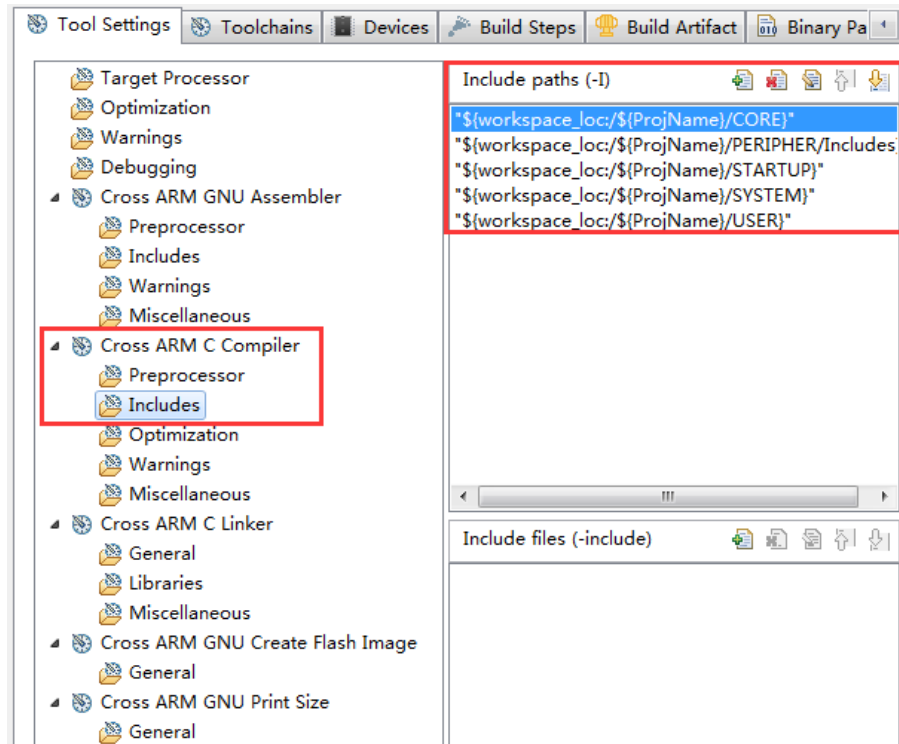 Tool Settings Toolchains Devices Build Steps Build Artifact Binary Pa
Target Processor
Optimization
Warnings
Debugging
Cross ARM GNU Assembler
Preprocessor
Includes
Warnings
Miscellaneous
Cross ARM C Compiler
Preprocessor
Includes
Optimization
Warnings
Miscellaneous
Cross ARM C Linker
General
Libraries
Miscellaneous
Cross ARM GNU Create Flash Image
General
Cross ARM GNU Print Size
General
Include paths (-I)
"${workspace_loc:/${ProjName}/CORE}"
"${workspace_loc:/${ProjName}/PERIPHER/Includes}
"${workspace_loc:/${ProjName}/STARTUP}"
"${workspace_loc:/${ProjName}/SYSTEM}"
"${workspace_loc:/${ProjName}/USER}"
Include files (-include)